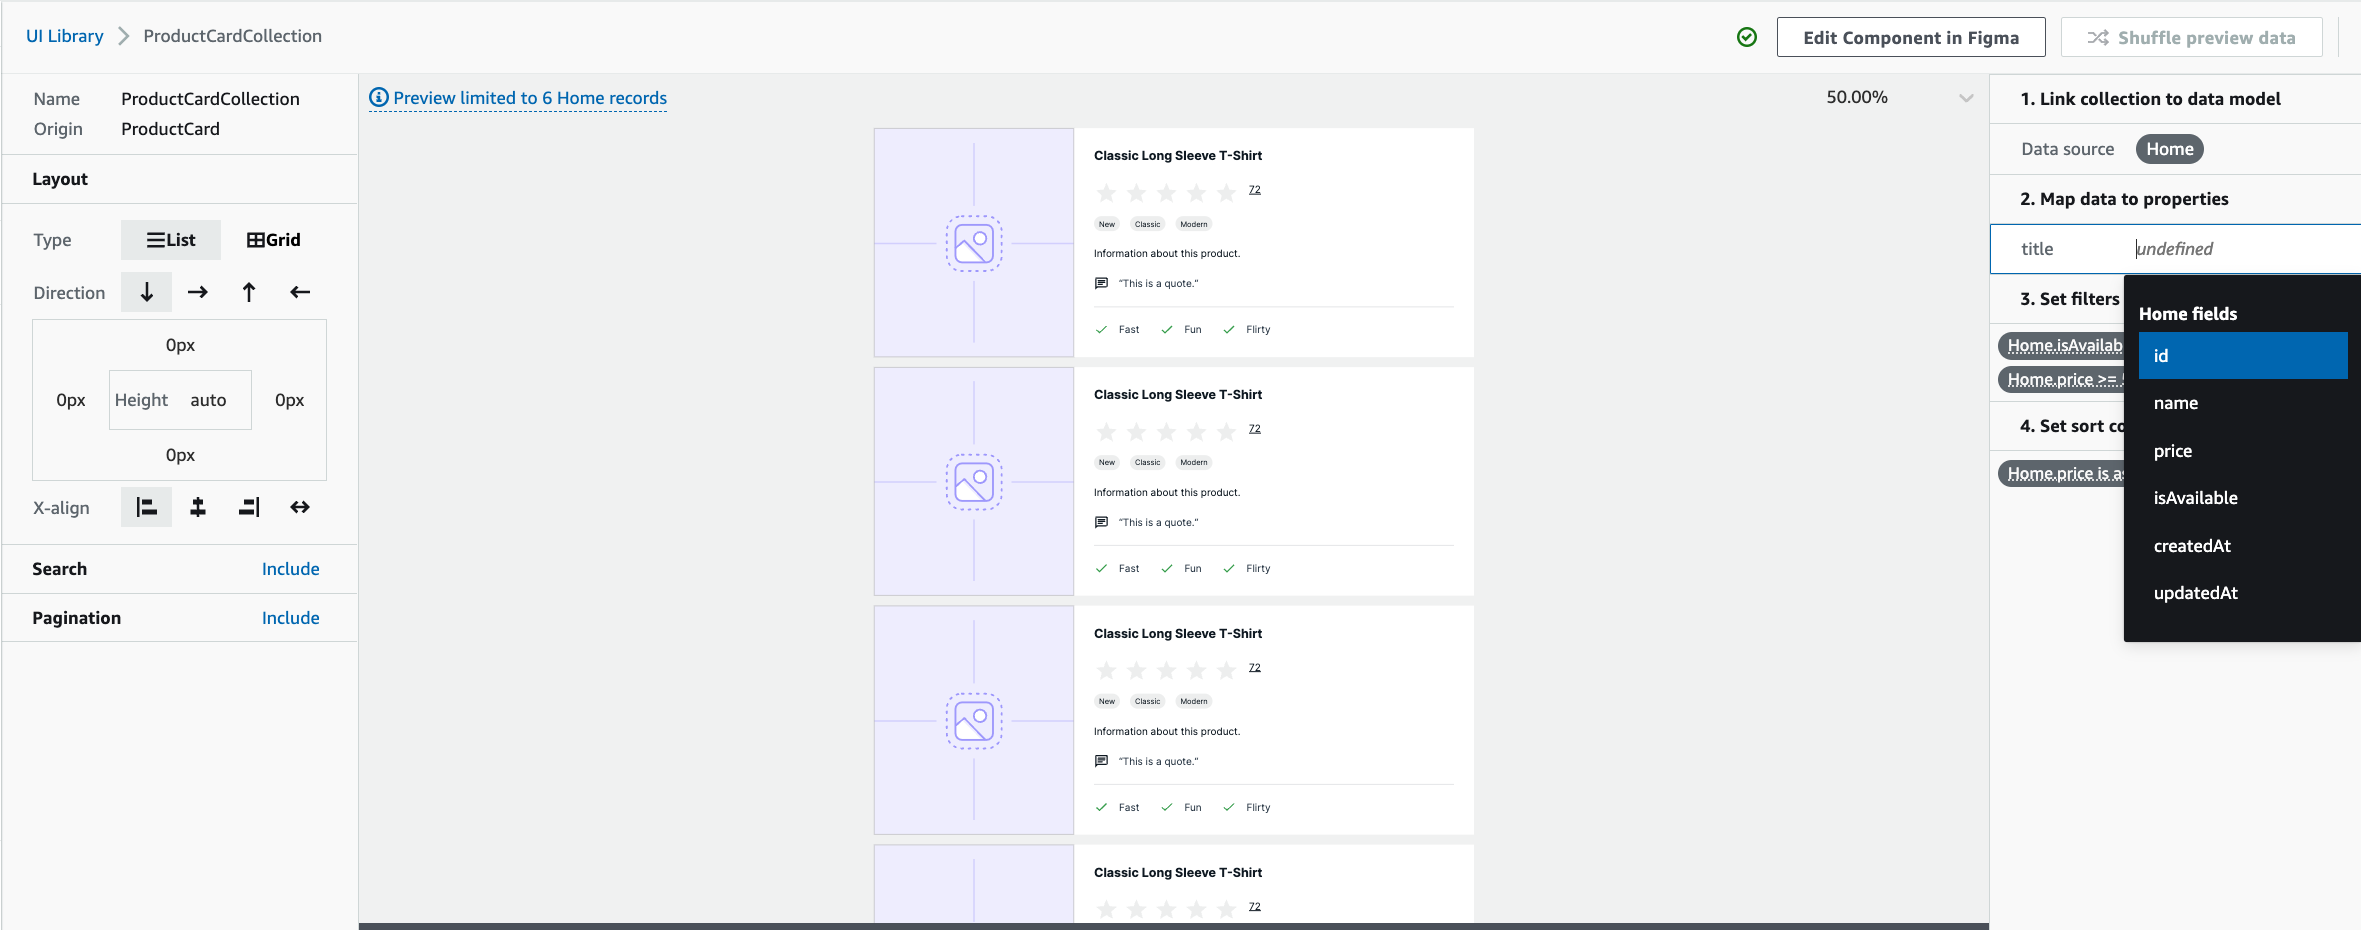 UI Library > ProductCardCollection
Edit Component in Figma
Shuffle preview data
Name ProductCardCollection
Origin ProductCard
Layout
Type List Grid
Direction
0px
0px Height auto 0px
0px
X-align
Search Include
Pagination Include
Preview limited to 6 Home records
50.00%
Classic Long Sleeve T-Shirt
72
New Classic Modern
Information about this product.
"This is a quote."
Fast Fun Flirty
Classic Long Sleeve T-Shirt
72
New Classic Modern
Information about this product.
"This is a quote."
Fast Fun Flirty
Classic Long Sleeve T-Shirt
72
New Classic Modern
Information about this product.
"This is a quote."
Fast Fun Flirty
Classic Long Sleeve T-Shirt
72
1. Link collection to data model
Data source Home
2. Map data to properties
title undefined
3. Set filters
Home.isAvailab
Home.price >=
4. Set sort co
Home.price is as
Home fields
id
name
price
isAvailable
createdAt
updatedAt